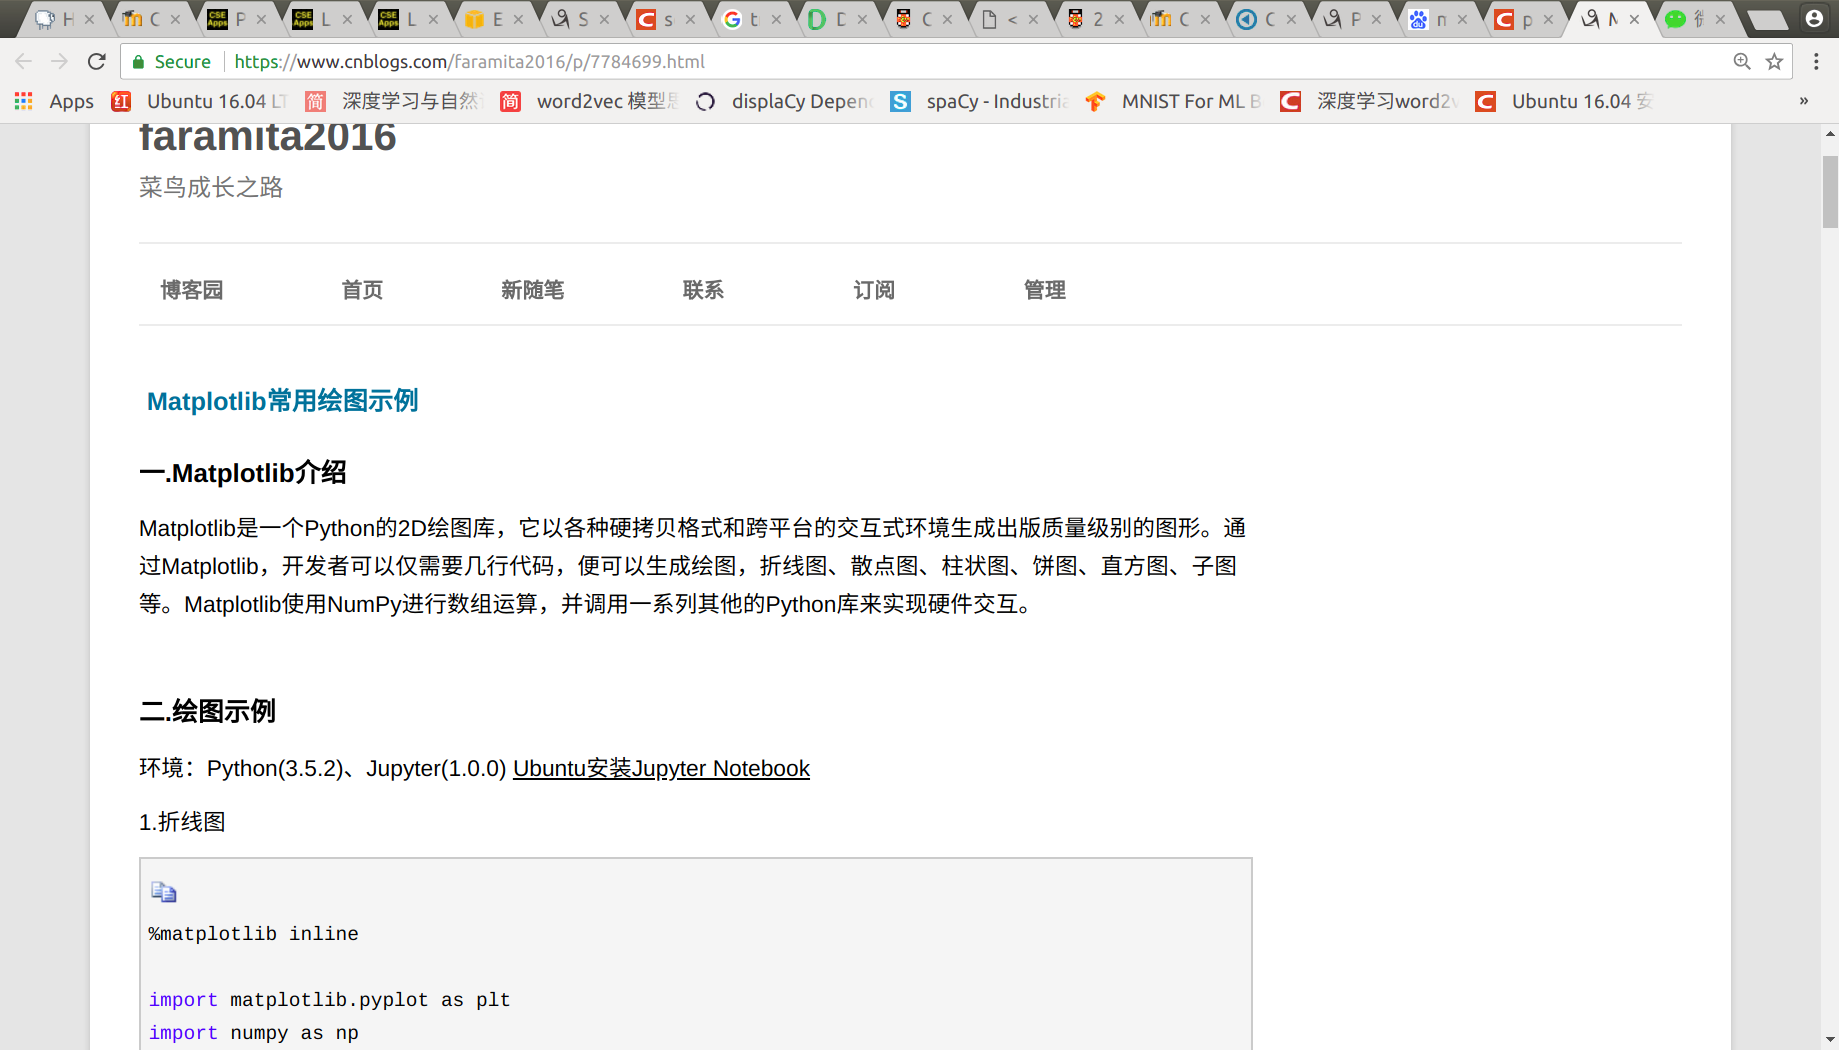 H C P L L E S C s G t D C < 2 C C P n p M 微
Secure https://www.cnblogs.com/faramita2016/p/7784699.html
Apps Ubuntu 16.04 LT 深度学习与自然 word2vec 模型 displaCy Depen spaCy - Industria MNIST For ML B 深度学习word2v Ubuntu 16.04 安 »
faramita2016
菜鸟成长之路
博客园 首页 新随笔 联系 订阅 管理
Matplotlib常用绘图示例
一.Matplotlib介绍
Matplotlib是一个Python的2D绘图库，它以各种硬拷贝格式和跨平台的交互式环境生成出版质量级别的图形。通
过Matplotlib，开发者可以仅需要几行代码，便可以生成绘图，折线图、散点图、柱状图、饼图、直方图、子图
等。Matplotlib使用NumPy进行数组运算，并调用一系列其他的Python库来实现硬件交互。
二.绘图示例
环境：Python(3.5.2)、Jupyter(1.0.0) Ubuntu安装Jupyter Notebook
1.折线图
%matplotlib inline
import matplotlib.pyplot as plt
import numpy as np